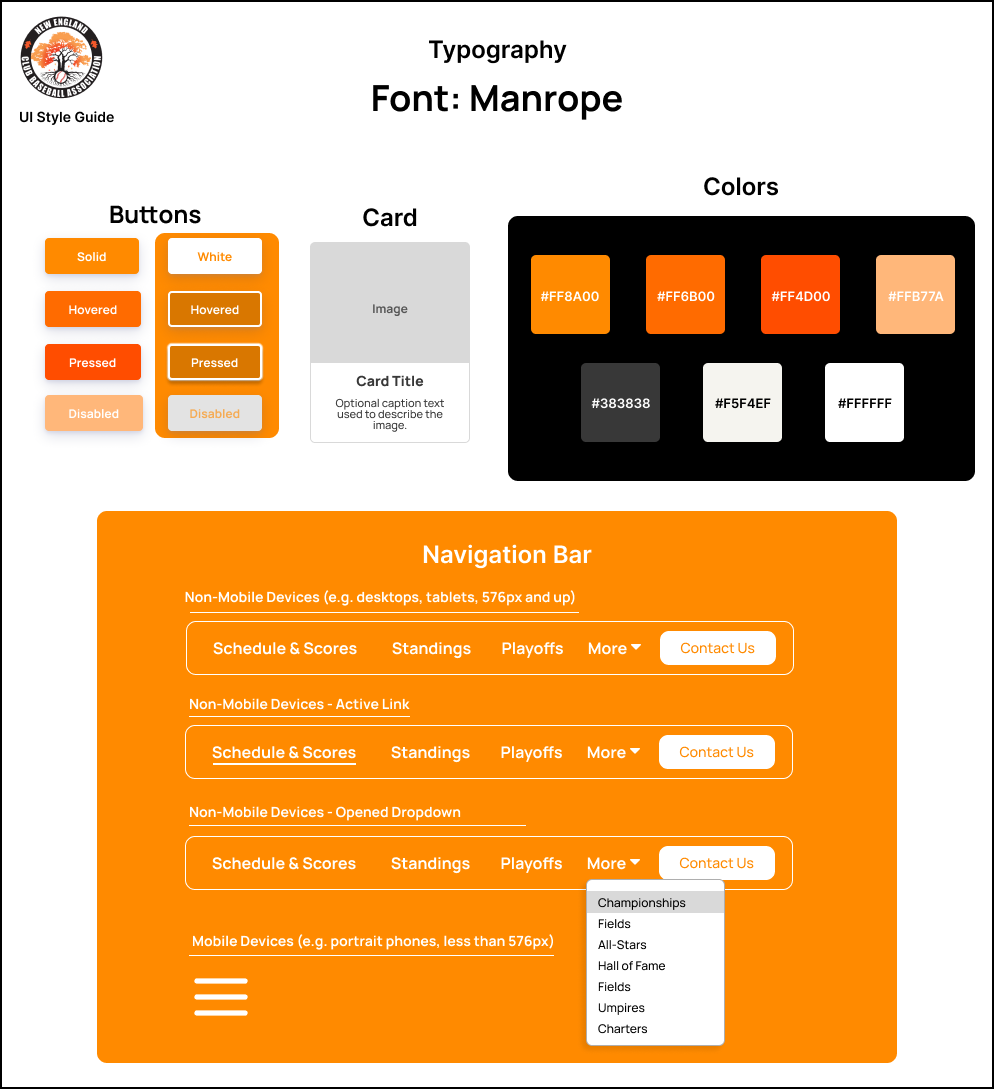 NEW ENGLAND
CLUB BASEBALL ASSOCIATION
UI Style Guide
Typography
Font: Manrope
Buttons
Solid
White
Hovered
Hovered
Pressed
Pressed
Disabled
Disabled
Card
Image
Card Title
Optional caption text
used to describe the
image.
Colors
#FF8A00
#FF6B00
#FF4D00
#FFB77A
#383838
#F5F4EF
#FFFFFF
Navigation Bar
Non-Mobile Devices (e.g. desktops, tablets, 576px and up)
Schedule & Scores Standings Playoffs More Contact Us
Non-Mobile Devices - Active Link
Schedule & Scores Standings Playoffs More Contact Us
Non-Mobile Devices - Opened Dropdown
Schedule & Scores Standings Playoffs More Contact Us
Championships
Fields
All-Stars
Hall of Fame
Fields
Umpires
Charters
Mobile Devices (e.g. portrait phones, less than 576px)